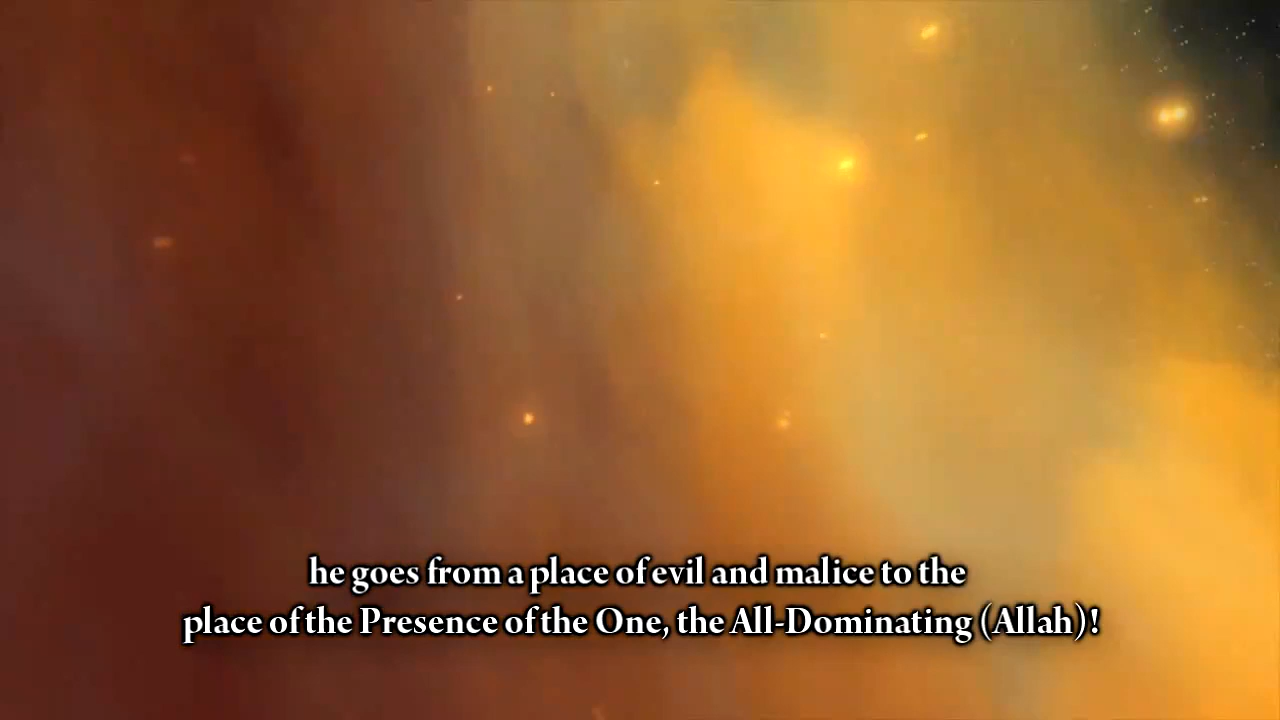 he goes from a place of evil and malice to the
place of the Presence of the One, the All-Dominating (Allah)!